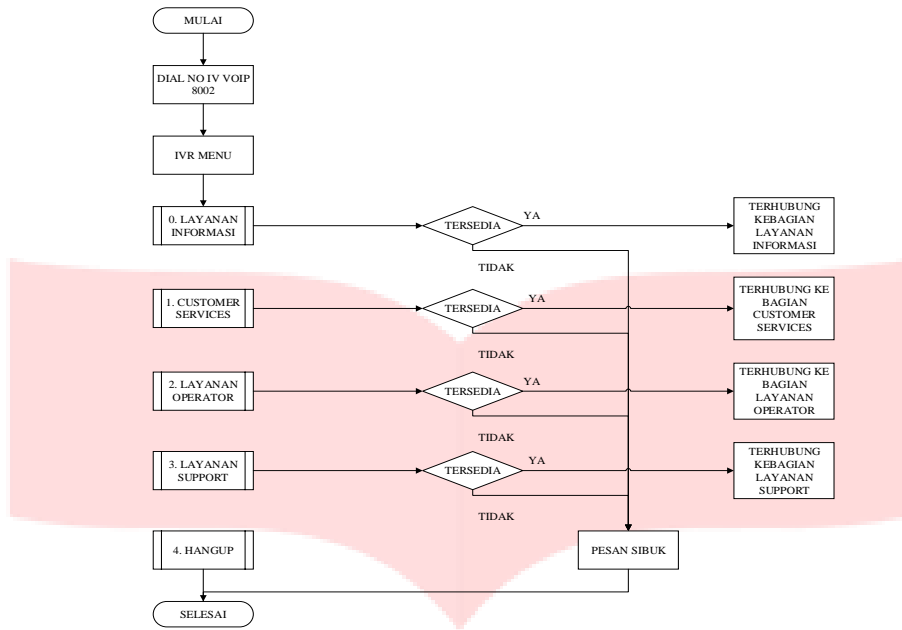 MULAI
DIAL NO IV VOIP
8002
IVR MENU
0. LAYANAN
INFORMASI
TERSEDIA
YA
TERHUBUNG
KEBAGIAN
LAYANAN
INFORMASI
TIDAK
1. CUSTOMER
SERVICES
TERSEDIA
YA
TERHUBUNG KE
BAGIAN
CUSTOMER
SERVICES
TIDAK
2. LAYANAN
OPERATOR
TERSEDIA
YA
TERHUBUNG KE
BAGIAN
LAYANAN
OPERATOR
TIDAK
3. LAYANAN
SUPPORT
TERSEDIA
YA
TERHUBUNG
KEBAGIAN
LAYANAN
SUPPORT
TIDAK
4. HANGUP
PESAN SIBUK
SELESAI